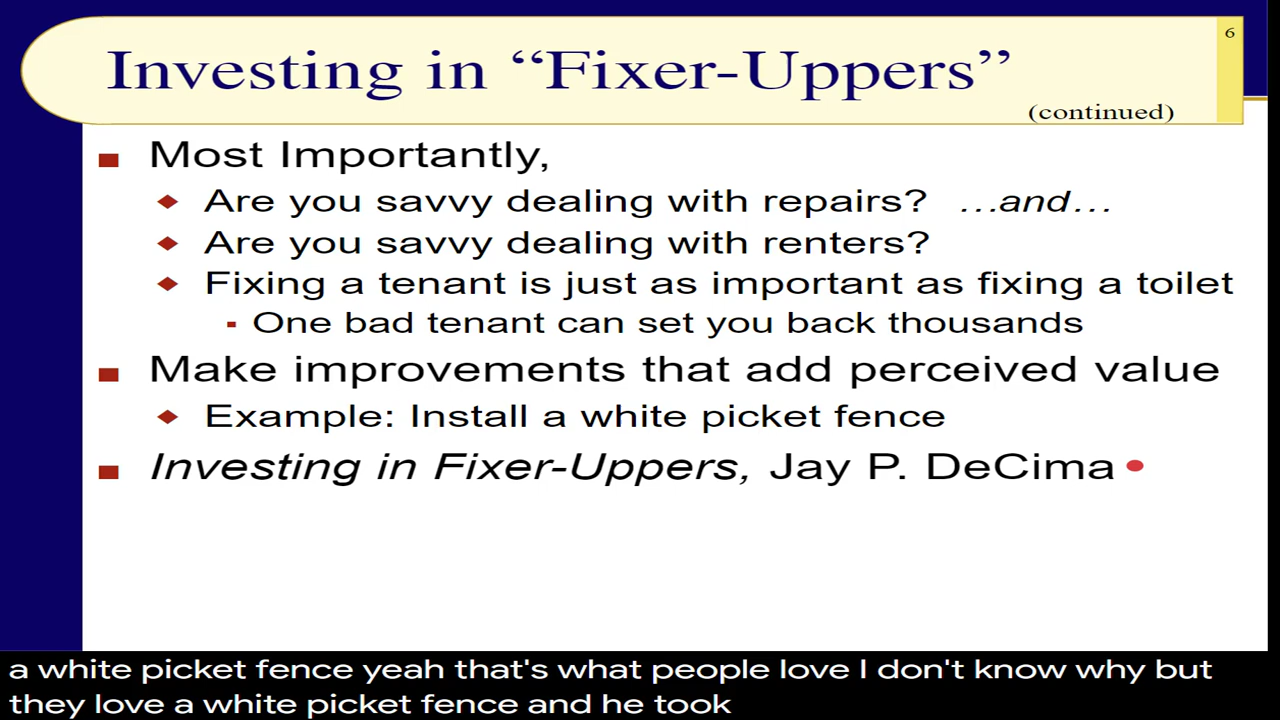 6
Investing in “Fixer-Uppers”
(continued)
Most Importantly,
Are you savvy dealing with repairs? …and…
Are you savvy dealing with renters?
Fixing a tenant is just as important as fixing a toilet
One bad tenant can set you back thousands
Make improvements that add perceived value
Example: Install a white picket fence
Investing in Fixer-Uppers, Jay P. DeCima
a white picket fence yeah that's what people love I don't know why but
they love a white picket fence and he took